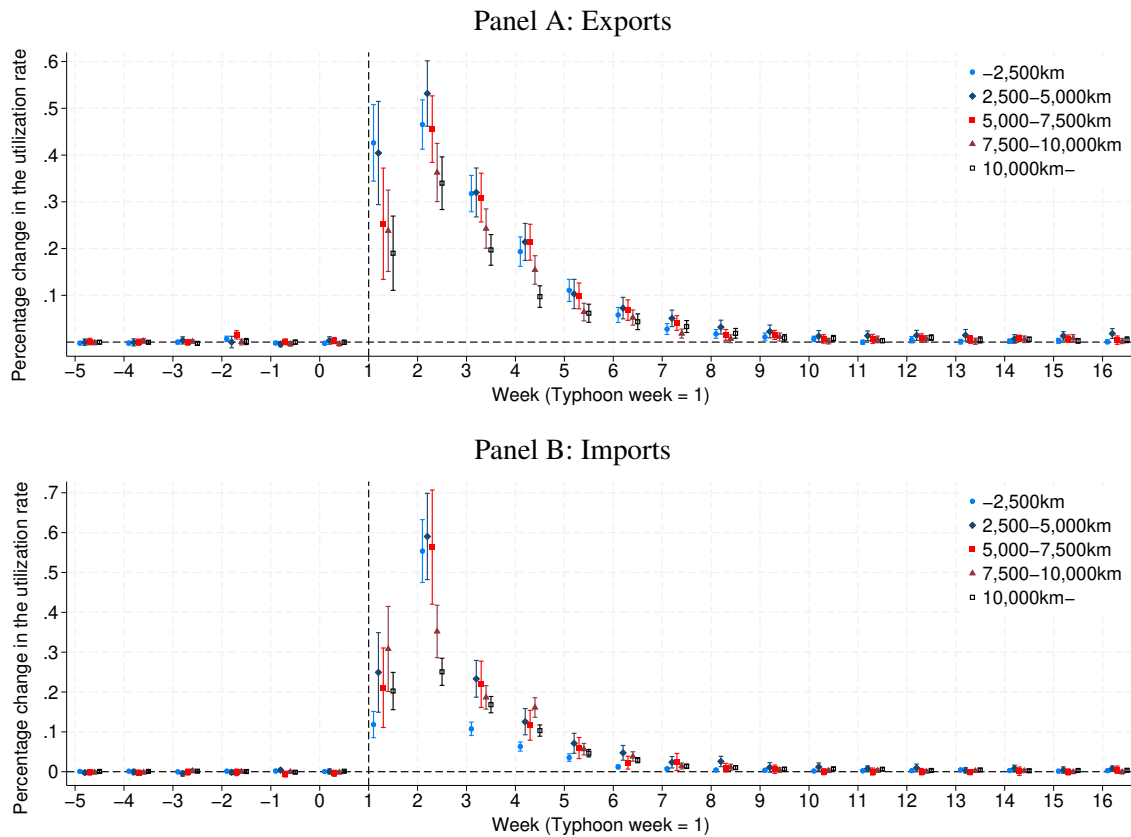 Panel A: Exports
Percentage change in the utilization rate
.6
.5
.4
.3
.2
.1
−2,500km
2,500−5,000km
5,000−7,500km
7,500−10,000km
10,000km−
−5 −4 −3 −2 −1 0 1 2 3 4 5 6 7 8 9 10 11 12 13 14 15 16
Week (Typhoon week = 1)
Panel B: Imports
Percentage change in the utilization rate
.7
.6
.5
.4
.3
.2
.1
0
−2,500km
2,500−5,000km
5,000−7,500km
7,500−10,000km
10,000km−
−5 −4 −3 −2 −1 0 1 2 3 4 5 6 7 8 9 10 11 12 13 14 15 16
Week (Typhoon week = 1)